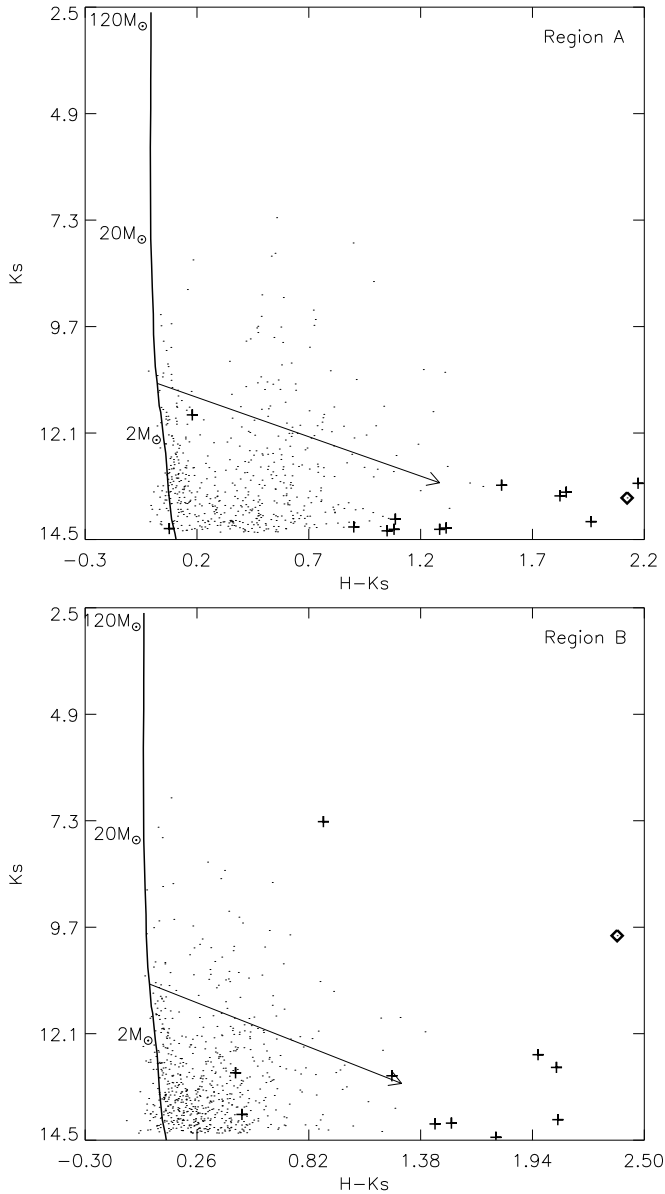 2.5
120M⊙
Region A
4.9
7.3
20M⊙
Ks
9.7
12.1
2M⊙
14.5
−0.3 0.2 0.7 1.2 1.7 2.2
H−Ks
2.5
120M⊙
Region B
4.9
7.3
20M⊙
Ks
9.7
12.1
2M⊙
14.5
−0.30 0.26 0.82 1.38 1.94 2.50
H−Ks